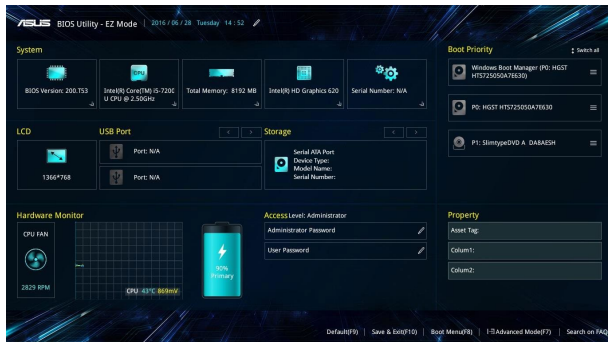 ASUS BIOS Utility - EZ Mode 2016 / 06 / 28 Tuesday 14 : 52
System
BIOS Version: 200.T53
CPU
Intel(R) Core(TM) i5-7200
U CPU @ 2.50GHz
Total Memory: 8192 MB
Intel(R) HD Graphics 620
Serial Number: N/A
Boot Priority
Switch all
Windows Boot Manager (P0: HGST
HTS725050A7E630)
P0: HGST HTS725050A7E630
P1: SlimtypeDVD A DA8AESH
LCD
1366*768
USB Port
Port: N/A
Port: N/A
Storage
Serial ATA Port
Device Type:
Model Name:
Serial Number:
Hardware Monitor
CPU FAN
2829 RPM
CPU 43°C 869mV
90%
Primary
Access Level: Administrator
Administrator Password
User Password
Property
Asset Tag:
Colum1:
Colum2:
Default(F9) | Save & Exit(F10) | Boot Menu(F8) | Advanced Mode(F7) | Search on FAQ